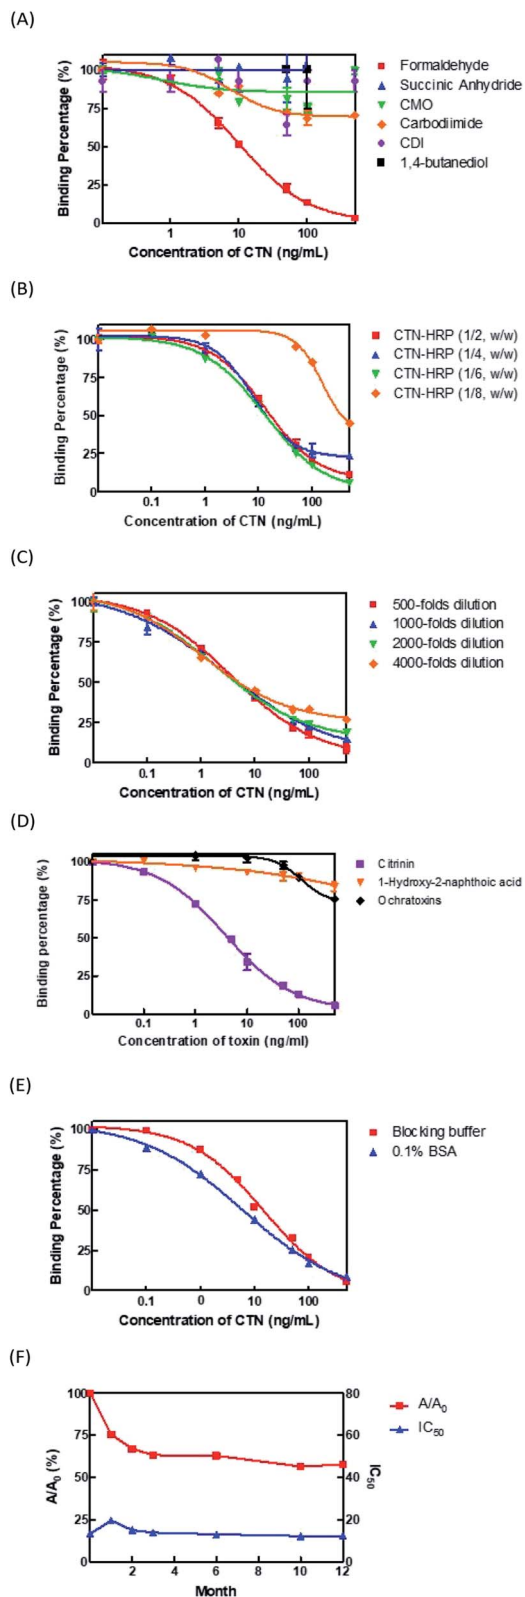 (A)
Binding Percentage (%)
100
75
50
25
0
1
10
100
Concentration of CTN (ng/mL)
Formaldehyde
Succinic Anhydride
CMO
Carbodiimide
CDI
1,4-butanediol
(B)
Binding Percentage (%)
100
75
50
25
0
0.1
1
10
100
Concentration of CTN (ng/mL)
CTN-HRP (1/2, w/w)
CTN-HRP (1/4, w/w)
CTN-HRP (1/6, w/w)
CTN-HRP (1/8, w/w)
(C)
Binding Percentage (%)
100
75
50
25
0
0.1
1
10
100
Concentration of CTN (ng/mL)
500-folds dilution
1000-folds dilution
2000-folds dilution
4000-folds dilution
(D)
Binding percentage (%)
100
75
50
25
0
0.1
1
10
100
Concentration of toxin (ng/ml)
Citrinin
1-Hydroxy-2-naphthoic acid
Ochratoxins
(E)
Binding Percentage (%)
100
75
50
25
0
0.1
0
10
100
Concentration of CTN (ng/mL)
Blocking buffer
0.1% BSA
(F)
A/A0 (%)
100
75
50
25
0
2
4
6
8
10
12
Month
80
60
40
20
0
IC50
A/A0
IC50